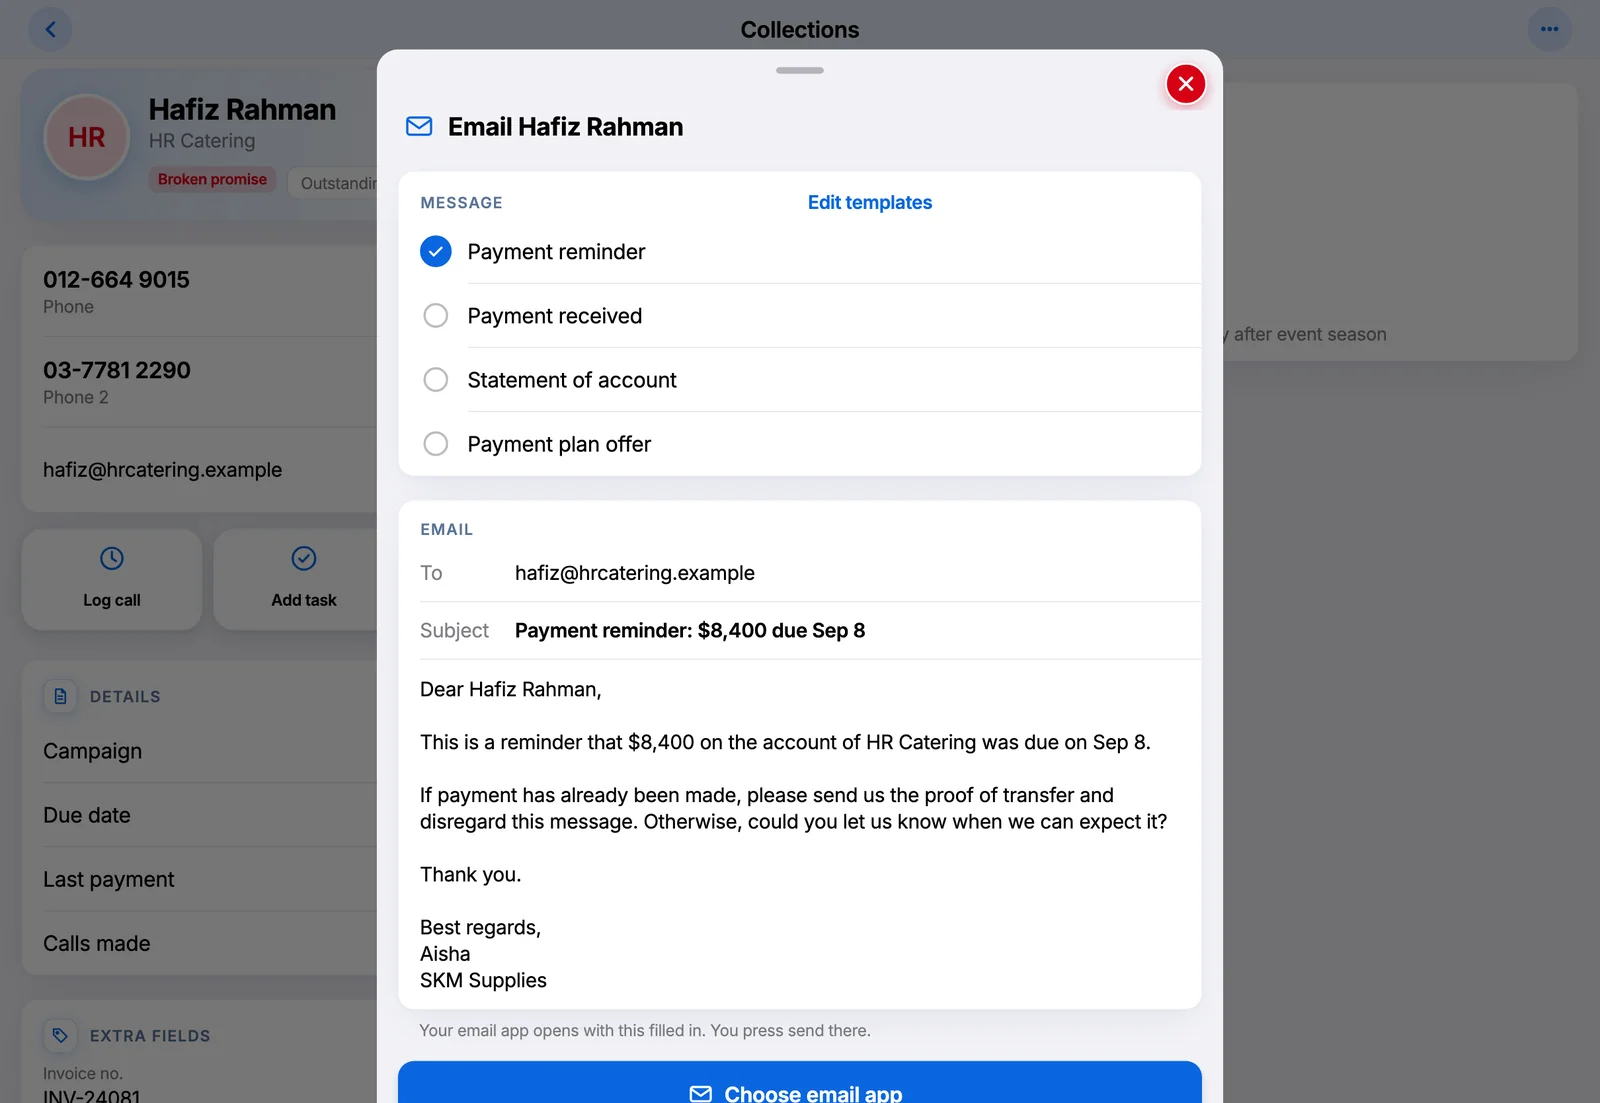 Collections
HR
Hafiz Rahman
HR Catering
Broken promise
012-664 9015
Phone
03-7781 2290
Phone 2
hafiz@hrcatering.example
Log call
Add task
DETAILS
Campaign
Due date
Last payment
Calls made
EXTRA FIELDS
Invoice no.
INV-24081
Email Hafiz Rahman
MESSAGE
Edit templates
Payment reminder
Payment received
Statement of account
Payment plan offer
EMAIL
To hafiz@hrcatering.example
Subject Payment reminder: $8,400 due Sep 8
Dear Hafiz Rahman,
This is a reminder that $8,400 on the account of HR Catering was due on Sep 8.
If payment has already been made, please send us the proof of transfer and
disregard this message. Otherwise, could you let us know when we can expect it?
Thank you.
Best regards,
Aisha
SKM Supplies
Your email app opens with this filled in. You press send there.
Choose email app
after event season